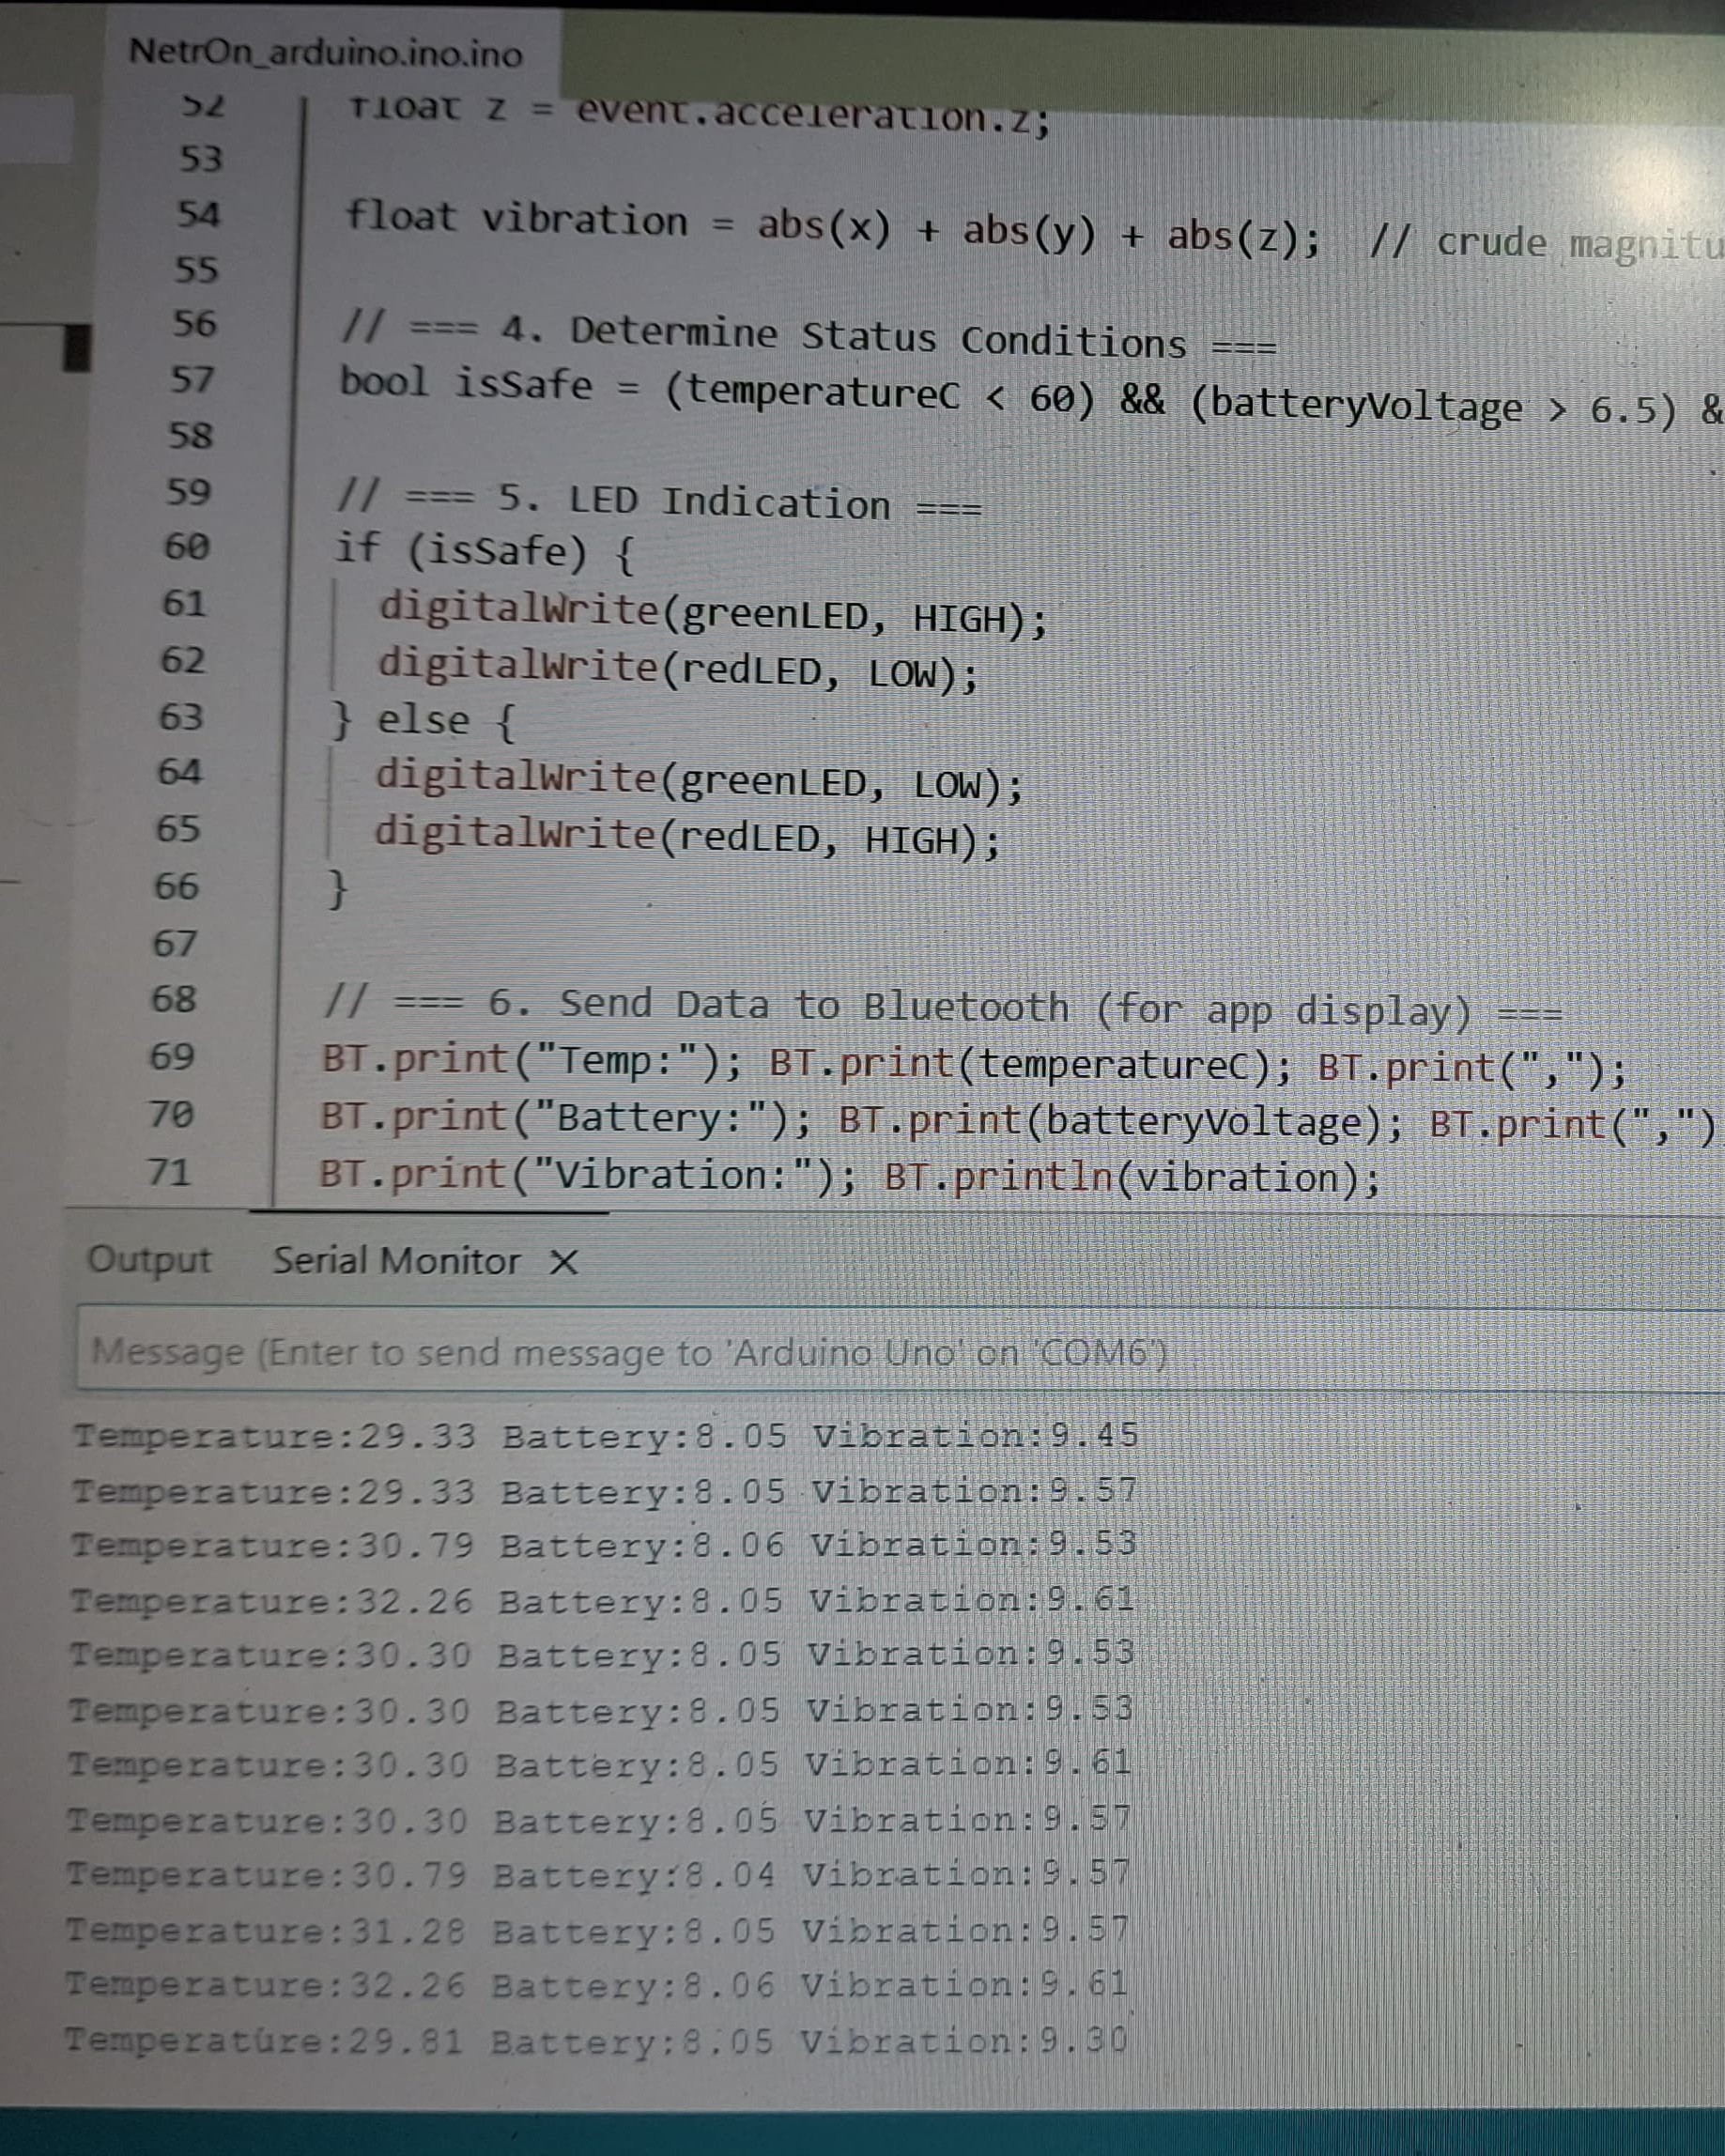 NetrOn_arduino.ino.ino
52 float z = event.acceleration.z;
53
54 float vibration = abs(x) + abs(y) + abs(z); // crude magnitu
55
56 // === 4. Determine Status Conditions ===
57 bool isSafe = (temperatureC < 60) && (batteryVoltage > 6.5) &
58
59 // === 5. LED Indication ===
60 if (isSafe) {
61 digitalWrite(greenLED, HIGH);
62 digitalWrite(redLED, LOW);
63 } else {
64 digitalWrite(greenLED, LOW);
65 digitalWrite(redLED, HIGH);
66 }
67
68 // === 6. Send Data to Bluetooth (for app display) ===
69 BT.print("Temp:"); BT.print(temperatureC); BT.print(",");
70 BT.print("Battery:"); BT.print(batteryVoltage); BT.print(",")
71 BT.print("Vibration:"); BT.println(vibration);
Output Serial Monitor X
Message (Enter to send message to 'Arduino Uno' on 'COM6')
Temperature:29.33 Battery:8.05 Vibration:9.45
Temperature:29.33 Battery:8.05 Vibration:9.57
Temperature:30.79 Battery:8.06 Vibration:9.53
Temperature:32.26 Battery:8.05 Vibration:9.61
Temperature:30.30 Battery:8.05 Vibration:9.53
Temperature:30.30 Battery:8.05 Vibration:9.53
Temperature:30.30 Battery:8.05 Vibration:9.61
Temperature:30.30 Battery:8.05 Vibration:9.57
Temperature:30.79 Battery:8.04 Vibration:9.57
Temperature:31.28 Battery:8.05 Vibration:9.57
Temperature:32.26 Battery:8.06 Vibration:9.61
Temperature:29.81 Battery:8.05 Vibration:9.30